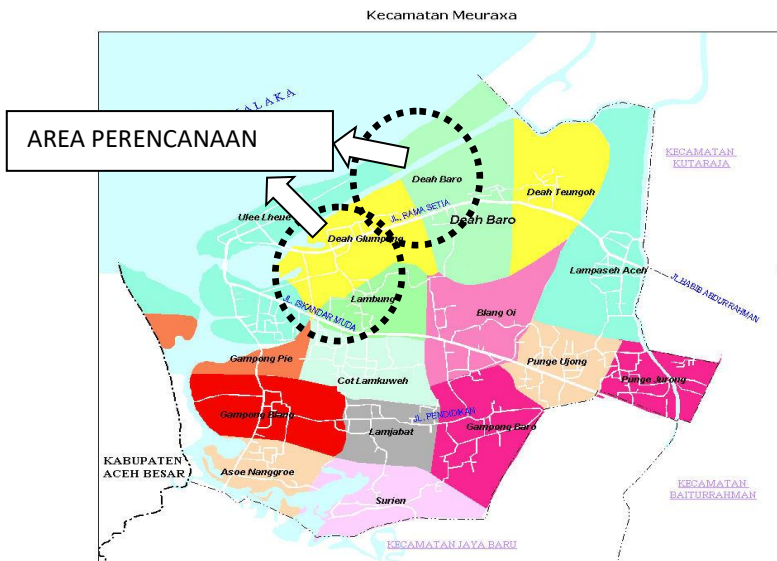 Kecamatan Meuraxa
ALAKA
AREA PERENCANAAN
KECAMATAN
KUTARAJA
Deah Baro
Deah Teungoh
Ulee Lheue
JL. RAMA SETIA
Deah Baro
Deah Glumpang
Lampaseh Aceh
JL.HABIB ABDURRAHMAN
Lambung
JL. ISKANDAR MUDA
Blang Oi
Gampong Pie
Punge Ujong
Cot Lamkuweh
Punge Jurong
Gampong Blang
JL. PENDIDIKAN
Lamjabat
Gampong Baro
KABUPATEN
ACEH BESAR
Asoe Nanggroe
Surien
KECAMATAN
BAITURRAHMAN
KECAMATAN JAYA BARU